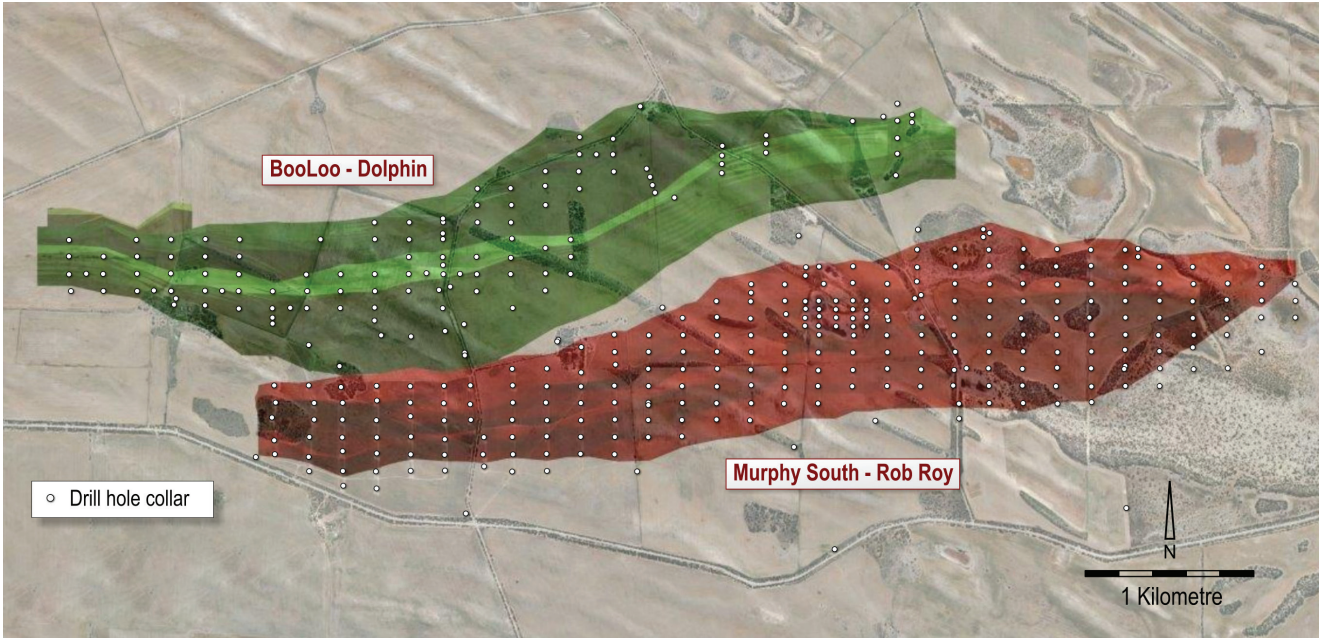 BooLoo - Dolphin
Murphy South - Rob Roy
Drill hole collar
N
1 Kilometre